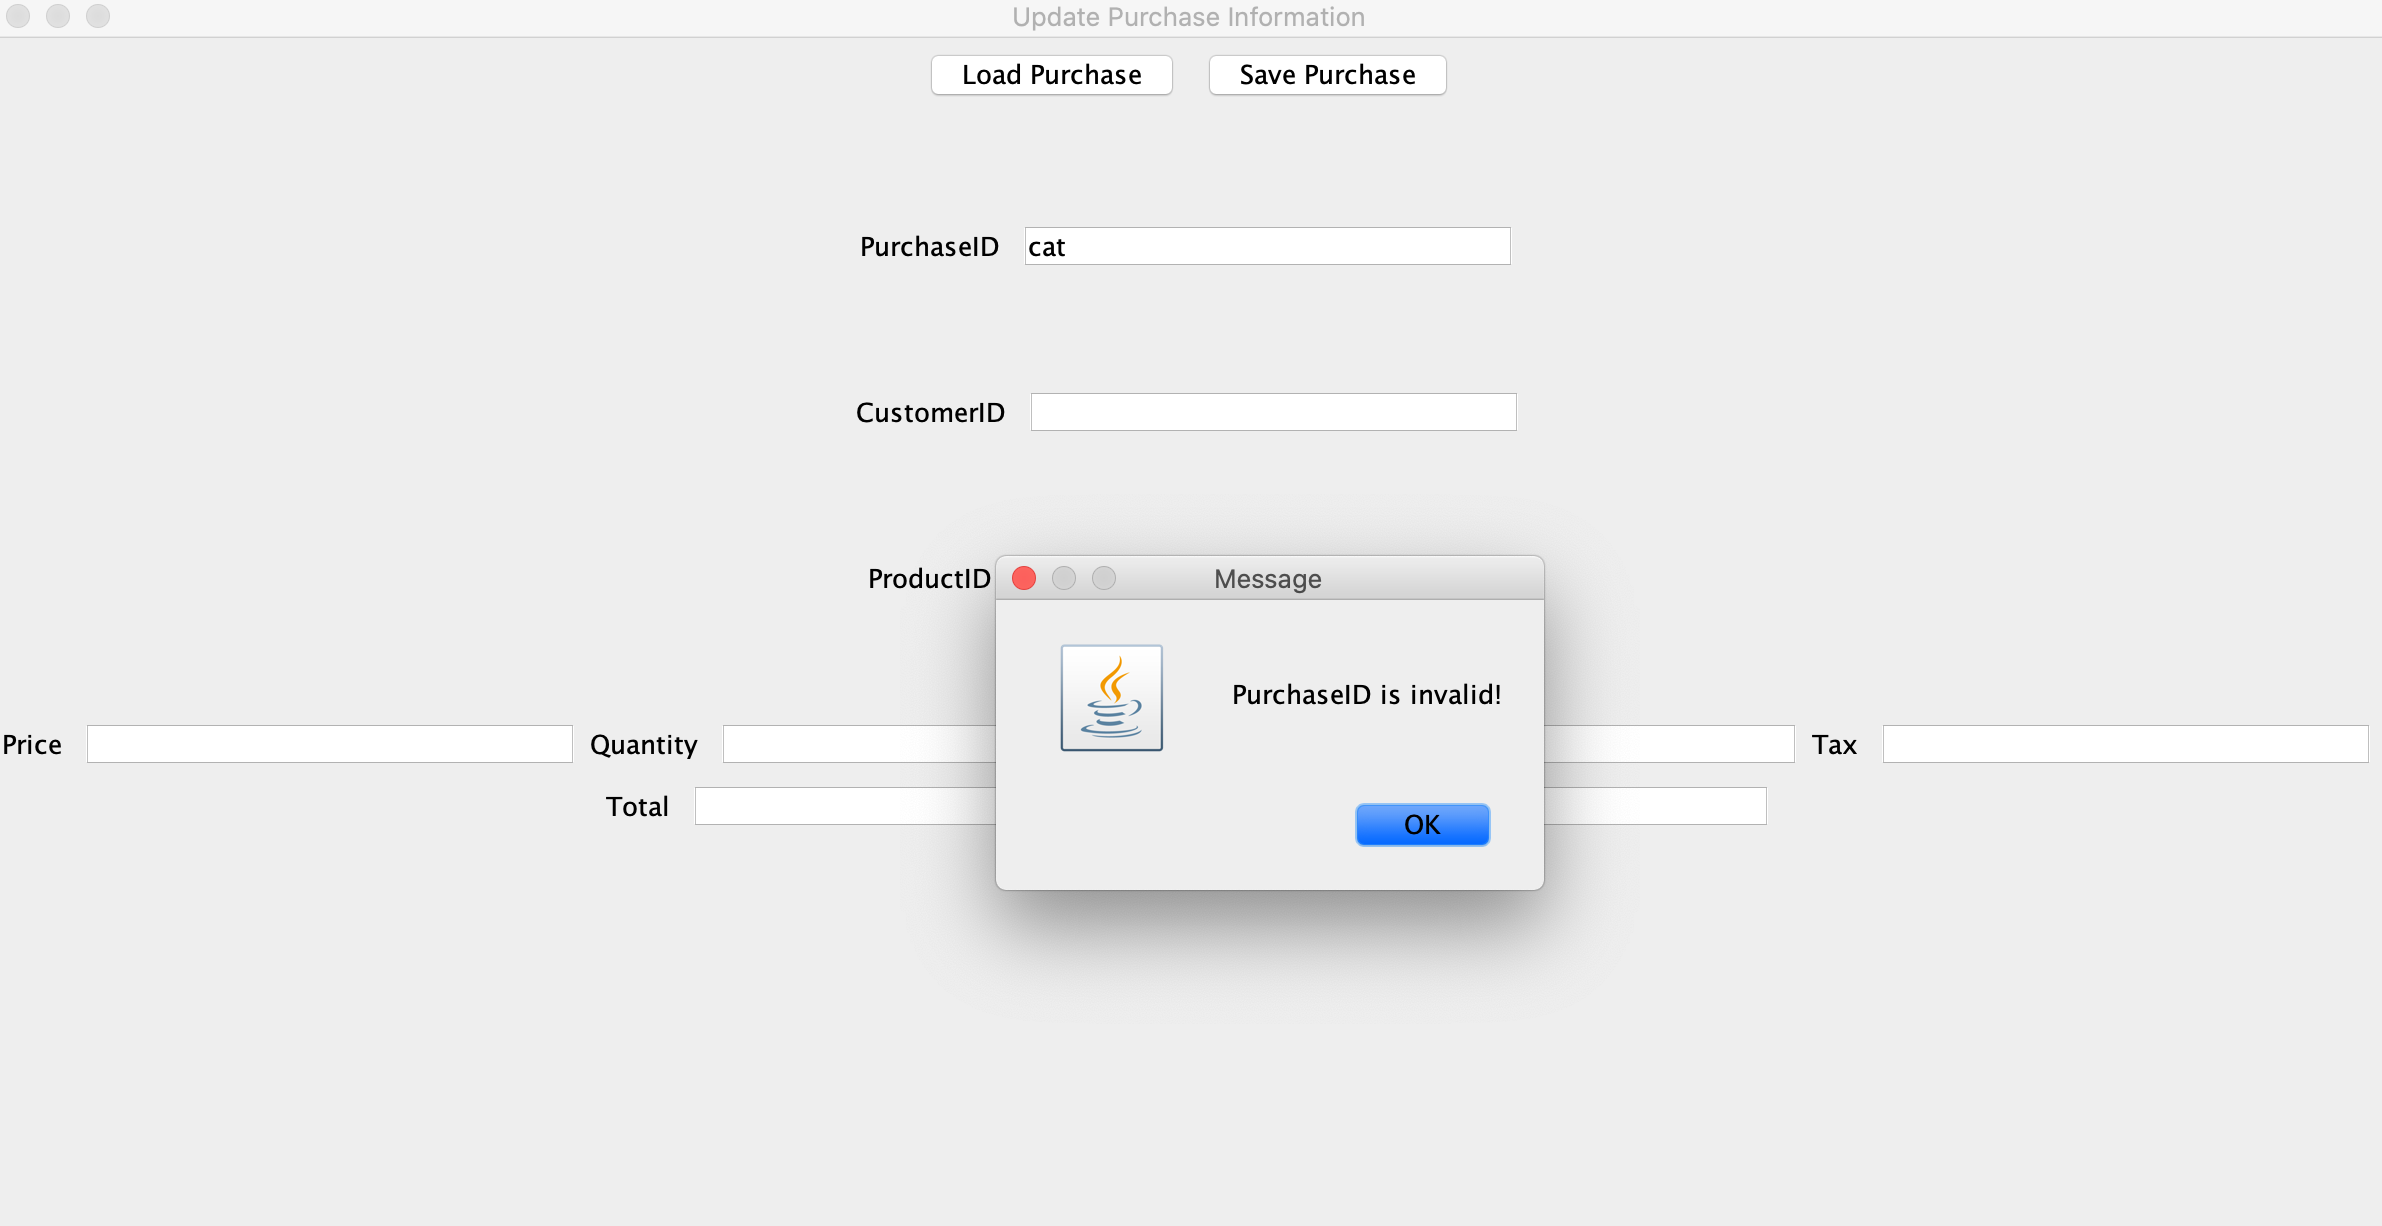 Update Purchase Information
Load Purchase Save Purchase
PurchaseID cat
CustomerID
ProductID
Message
PurchaseID is invalid!
Price Quantity Tax
Total
OK